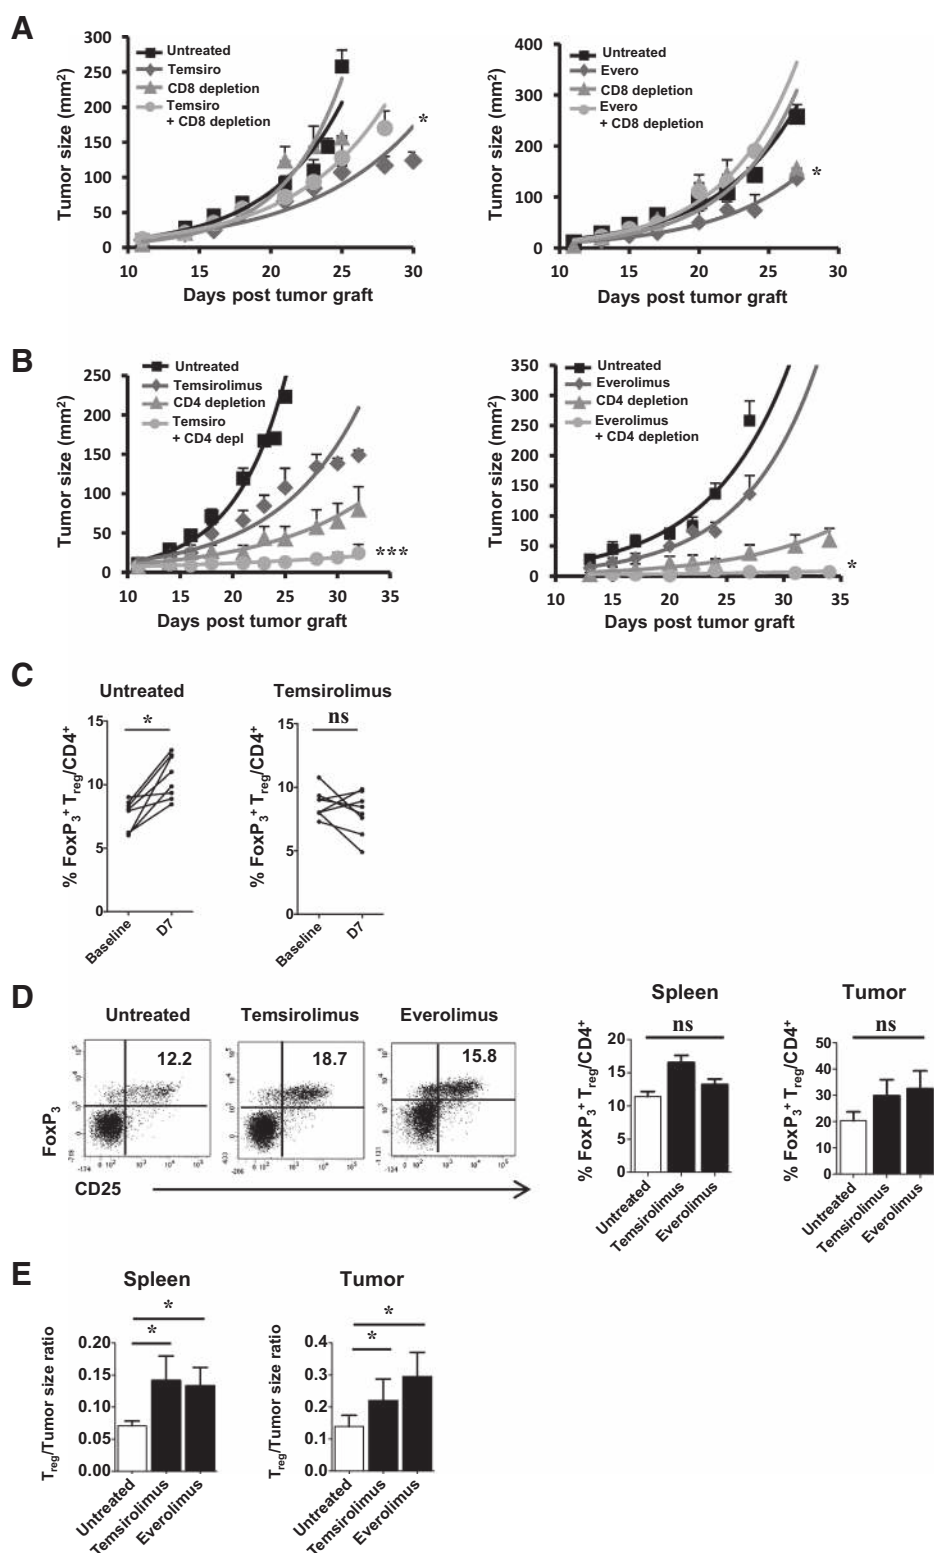 A
Tumor size (mm²)
300
250
200
150
100
50
0
10 15 20 25 30
Days post tumor graft
Untreated
Temsiro
CD8 depletion
Temsiro
+ CD8 depletion
*
Tumor size (mm²)
400
300
200
100
0
10 15 20 25 30
Days post tumor graft
Untreated
Evero
CD8 depletion
Evero
+ CD8 depletion
*
B
Tumor size (mm²)
250
200
150
100
50
0
10 15 20 25 30 35
Days post tumor graft
Untreated
Temsirolimus
CD4 depletion
Temsiro
+ CD4 depl
***
Tumor size (mm²)
350
300
250
200
150
100
50
0
10 15 20 25 30 35
Days post tumor graft
Untreated
Everolimus
CD4 depletion
Everolimus
+ CD4 depletion
*
C
Untreated
*
% FoxP₃⁺ Treg/CD4⁺
15
10
5
0
Baseline D7
Temsirolimus
ns
% FoxP₃⁺ Treg/CD4⁺
15
10
5
0
Baseline D7
D
Untreated Temsirolimus Everolimus
12.2 18.7 15.8
FoxP₃
CD25
Spleen
ns
% FoxP₃⁺ Treg/CD4⁺
20
15
10
5
0
Untreated Temsirolimus Everolimus
Tumor
ns
% FoxP₃⁺ Treg/CD4⁺
50
40
30
20
10
0
Untreated Temsirolimus Everolimus
E
Spleen
*
*
Treg/Tumor size ratio
0.20
0.15
0.10
0.05
0.00
Untreated Temsirolimus Everolimus
Tumor
*
*
Treg/Tumor size ratio
0.4
0.3
0.2
0.1
0.0
Untreated Temsirolimus Everolimus